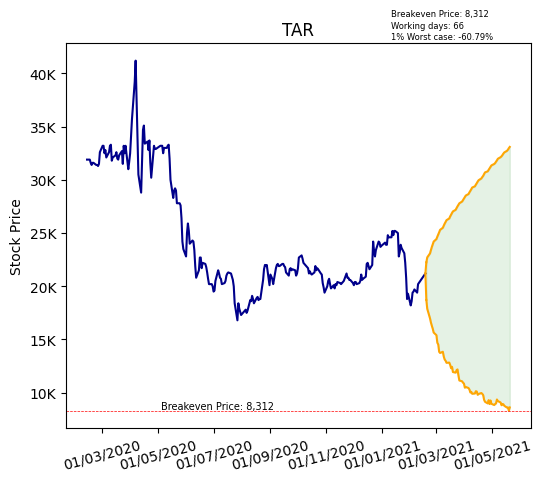 Breakeven Price: 8,312
Working days: 66
1% Worst case: -60.79%
TAR
Stock Price
40K
35K
30K
25K
20K
15K
10K
Breakeven Price: 8,312
01/03/2020
01/05/2020
01/07/2020
01/09/2020
01/11/2020
01/01/2021
01/03/2021
01/05/2021